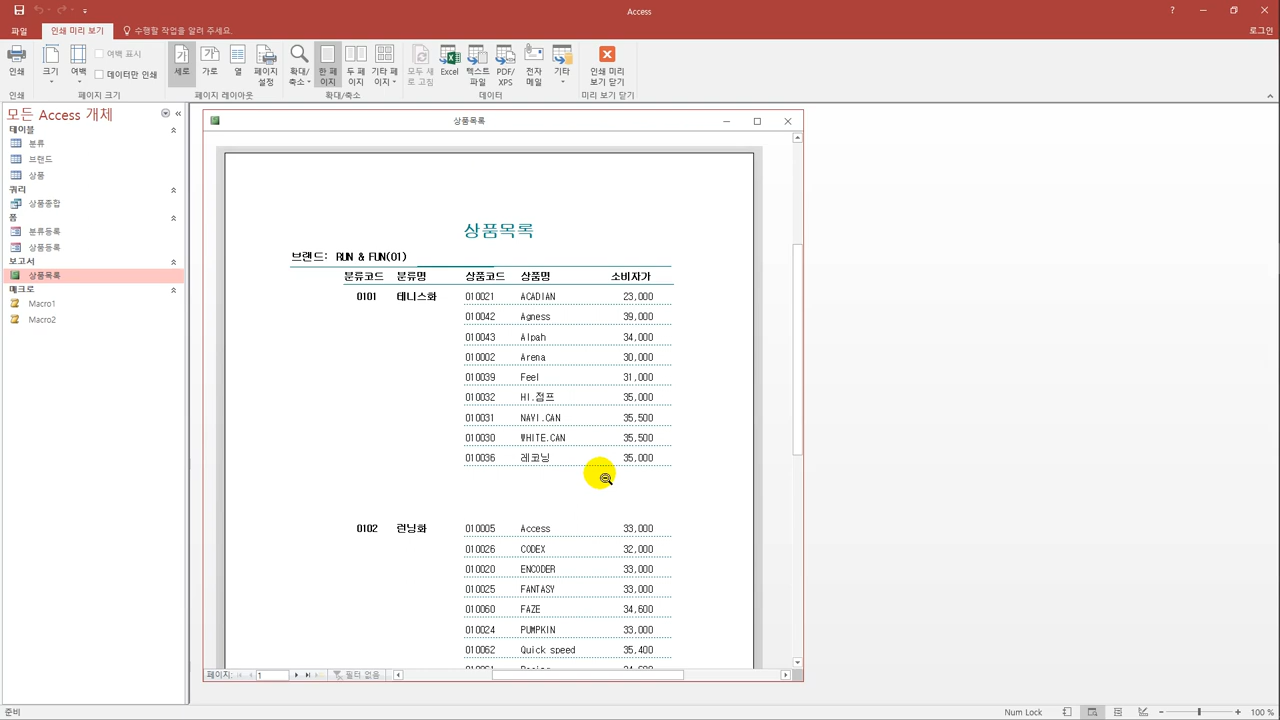 Access
로그인
파일
인쇄 미리 보기
수행할 작업을 알려 주세요.
인쇄
크기
여백
여백 표시
데이터만 인쇄
세로
가로
열
페이지 설정
확대/축소
한 페이지
두 페이지
기타 페이지
모두 새로 고침
Excel
텍스트 파일
PDF/XPS
전자 메일
기타
인쇄 미리 보기 닫기
인쇄
페이지 크기
페이지 레이아웃
확대/축소
데이터
미리 보기 닫기
모든 Access 개체
테이블
분류
브랜드
상품
쿼리
상품종합
폼
분류등록
상품등록
보고서
상품목록
매크로
Macro1
Macro2
상품목록
상품목록
브랜드: RUN & FUN(01)
분류코드 분류명 상품코드 상품명 소비자가
0101 테니스화 010021 ACADIAN 23,000
010042 Agness 39,000
010043 Alpah 34,000
010002 Arena 30,000
010039 Feel 31,000
010032 HI.점프 35,000
010031 NAVI.CAN 35,500
010030 WHITE.CAN 35,500
010036 레코닝 35,000
0102 런닝화 010005 Access 33,000
010026 CODEX 32,000
010020 ENCODER 33,000
010025 FANTASY 33,000
010060 FAZE 34,600
010024 PUMPKIN 33,000
010062 Quick speed 35,400
페이지: 1 필터 없음
준비
Num Lock
100 %